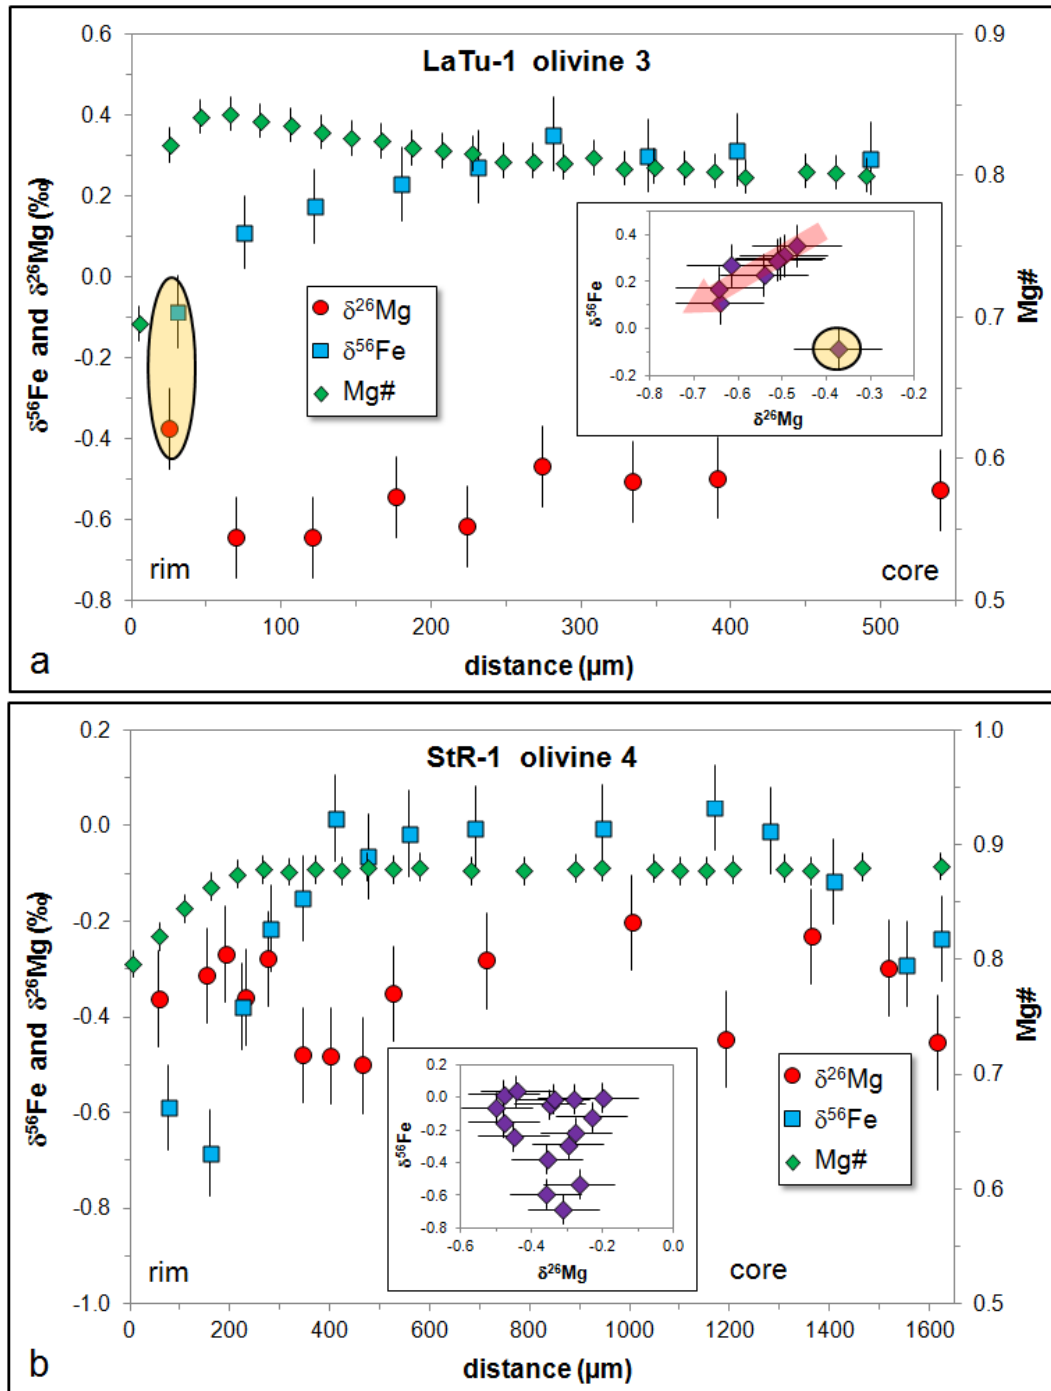 LaTu-1 olivine 3
0.6
0.4
0.2
0.0
-0.2
-0.4
-0.6
-0.8
δ⁵⁶Fe and δ²⁶Mg (‰)
0.9
0.8
0.7
0.6
0.5
Mg#
δ²⁶Mg
δ⁵⁶Fe
Mg#
0.4
0.2
0.0
-0.2
δ⁵⁶Fe
-0.8 -0.7 -0.6 -0.5 -0.4 -0.3 -0.2
δ²⁶Mg
rim
core
0 100 200 300 400 500
distance (µm)
a
StR-1 olivine 4
0.2
0.0
-0.2
-0.4
-0.6
-0.8
-1.0
δ⁵⁶Fe and δ²⁶Mg (‰)
1.0
0.9
0.8
0.7
0.6
0.5
Mg#
0.2
0.0
-0.2
-0.4
-0.6
-0.8
δ⁵⁶Fe
-0.6 -0.4 -0.2 0.0
δ²⁶Mg
δ²⁶Mg
δ⁵⁶Fe
Mg#
rim
core
0 200 400 600 800 1000 1200 1400 1600
distance (µm)
b